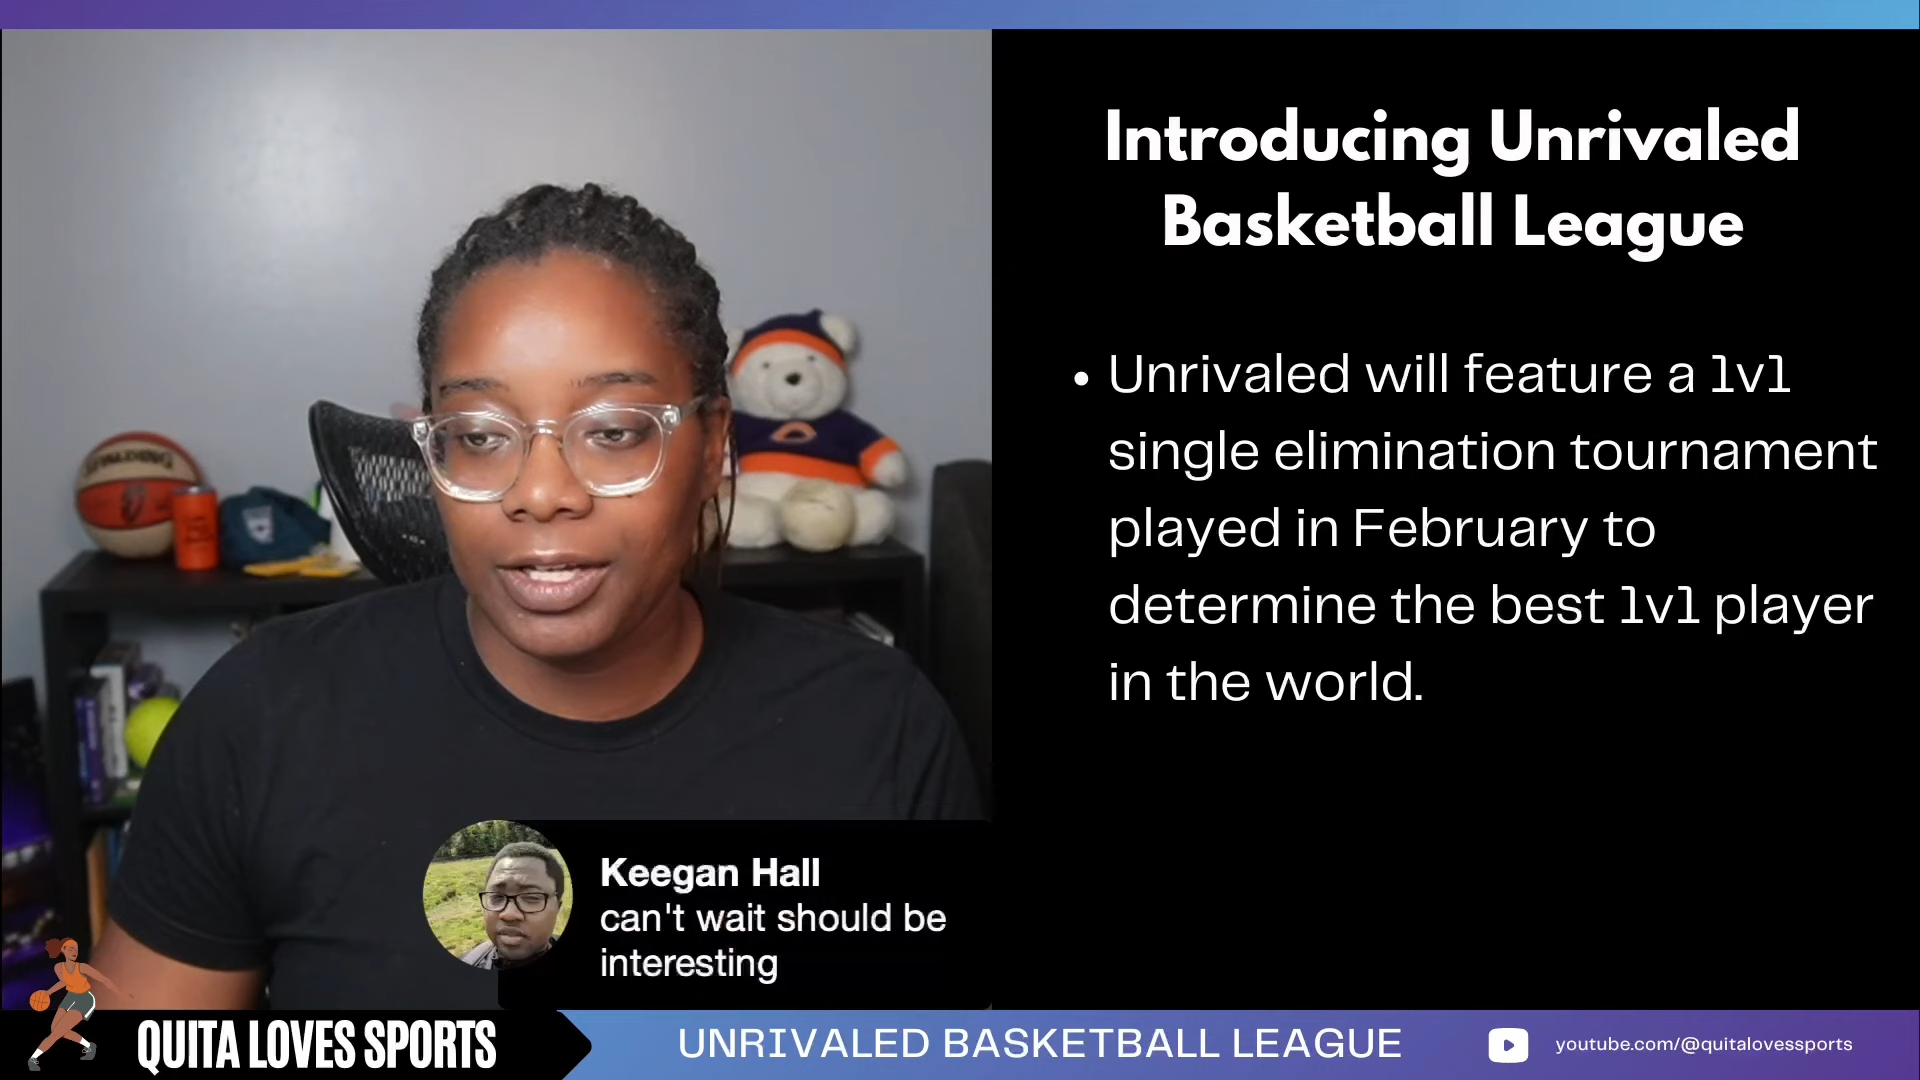 Introducing Unrivaled
Basketball League
• Unrivaled will feature a 1v1
single elimination tournament
played in February to
determine the best 1v1 player
in the world.
SPALDING
Keegan Hall
can't wait should be
interesting
QUITA LOVES SPORTS
UNRIVALED BASKETBALL LEAGUE
youtube.com/@quitalovessports